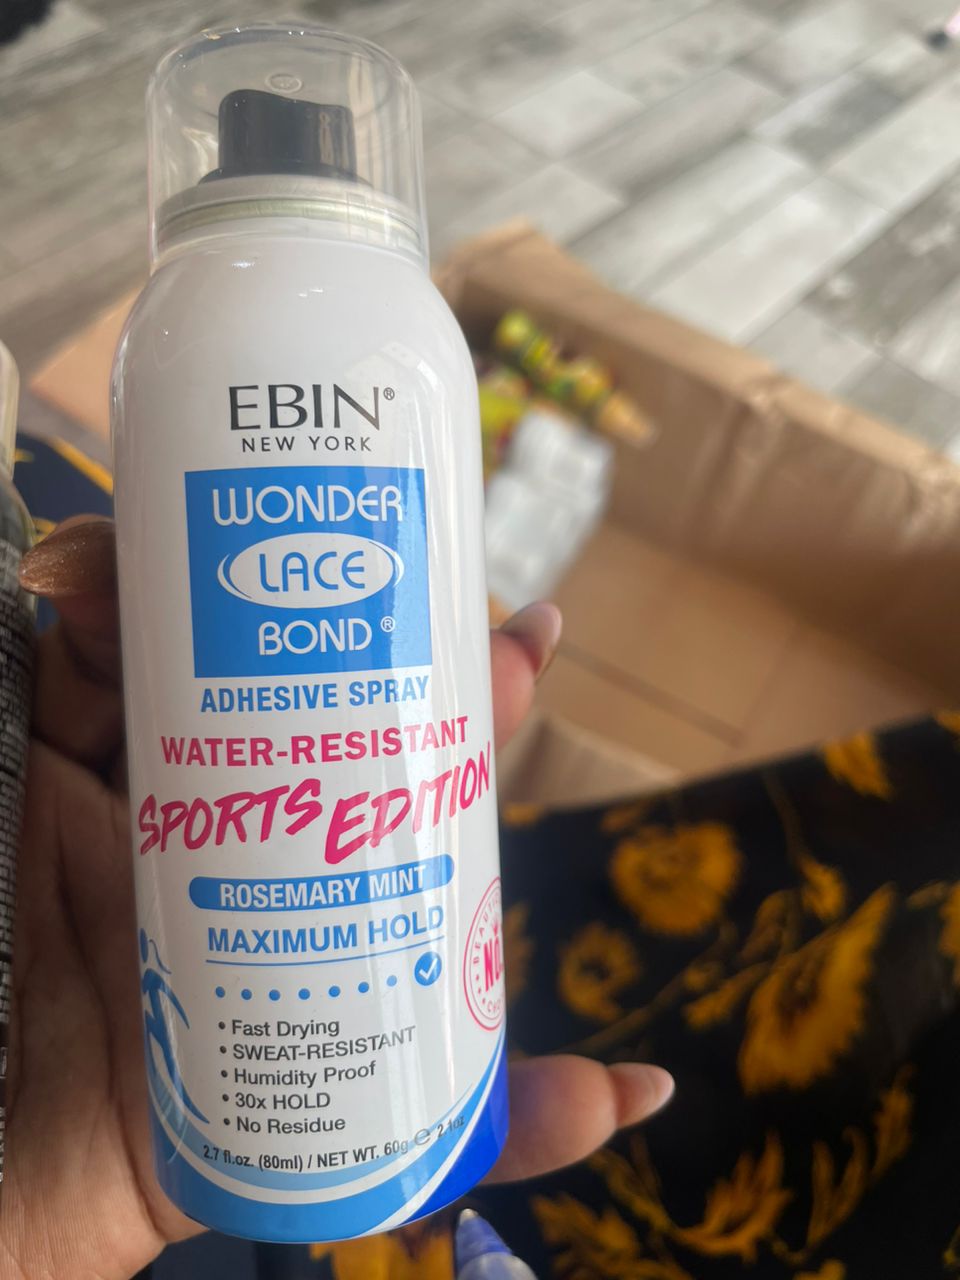 EBIN®
NEW YORK
WONDER
LACE
BOND®
ADHESIVE SPRAY
WATER-RESISTANT
SPORTS EDITION
ROSEMARY MINT
MAXIMUM HOLD
NO.
• Fast Drying
• SWEAT-RESISTANT
• Humidity Proof
• 30x HOLD
• No Residue
2.7 fl.oz. (80ml) / NET WT. 60g ℮ 2.1oz